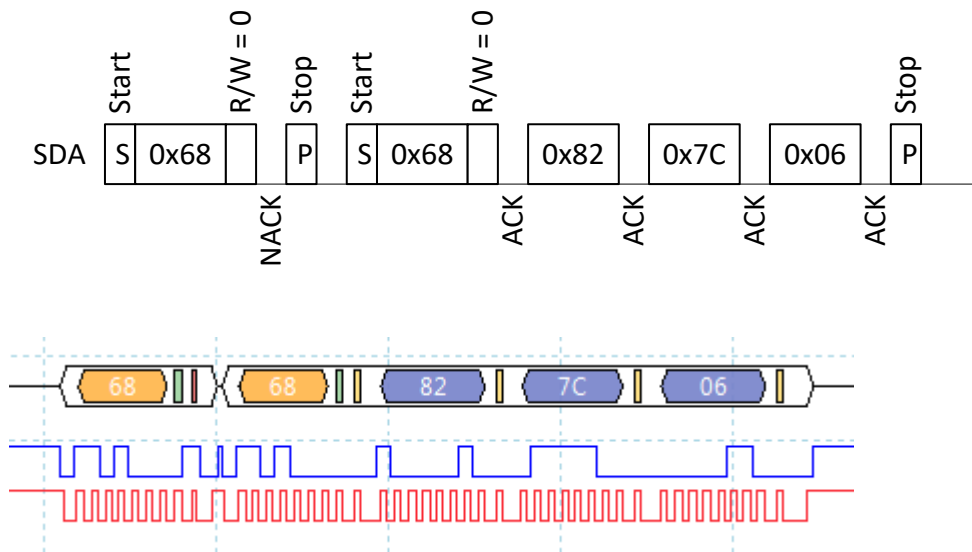 Start R/W = 0 Stop Start R/W = 0 Stop
SDA S 0x68 P S 0x68 0x82 0x7C 0x06 P
NACK ACK ACK ACK ACK
68 68 82 7C 06